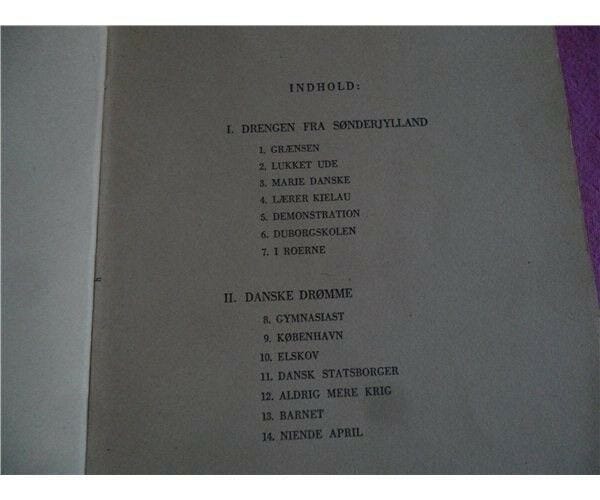 INDHOLD:
I. DRENGEN FRA SØNDERJYLLAND
1. GRÆNSEN
2. LUKKET UDE
3. MARIE DANSKE
4. LÆRER KIELAU
5. DEMONSTRATION
6. DUBORGSKOLEN
7. I ROERNE
II. DANSKE DRØMME
8. GYMNASIAST
9. KØBENHAVN
10. ELSKOV
11. DANSK STATSBORGER
12. ALDRIG MERE KRIG
13. BARNET
14. NIENDE APRIL